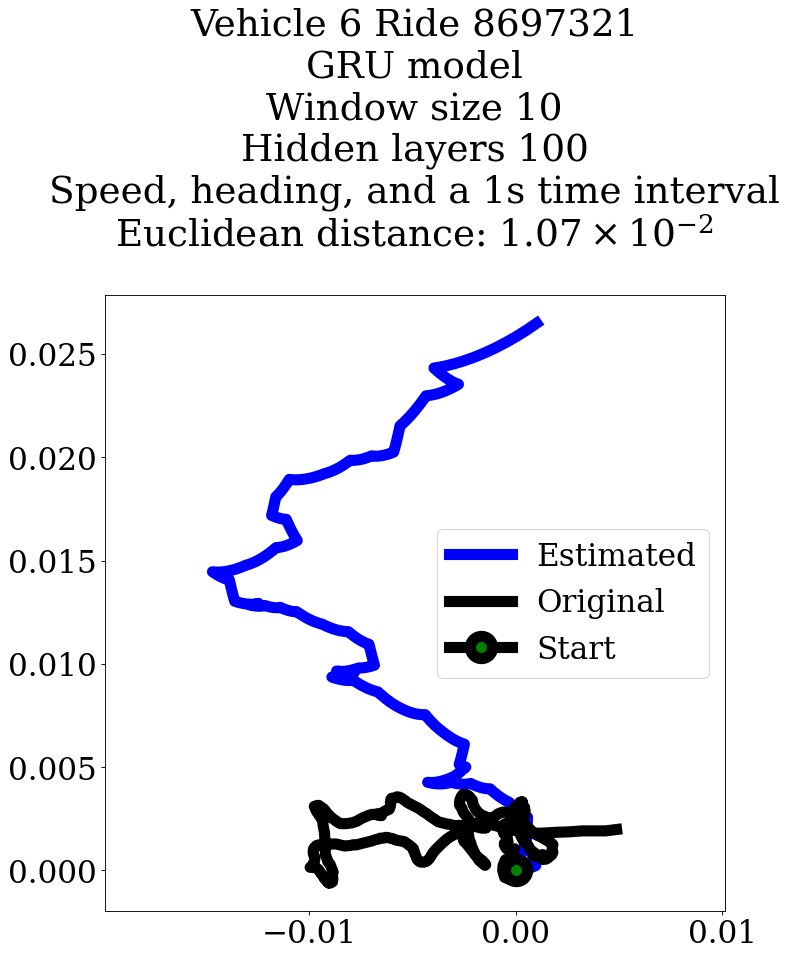 Vehicle 6 Ride 8697321
GRU model
Window size 10
Hidden layers 100
Speed, heading, and a 1s time interval
Euclidean distance: 1.07 × 10⁻²
0.025
0.020
0.015
0.010
0.005
0.000
Estimated
Original
Start
−0.01
0.00
0.01